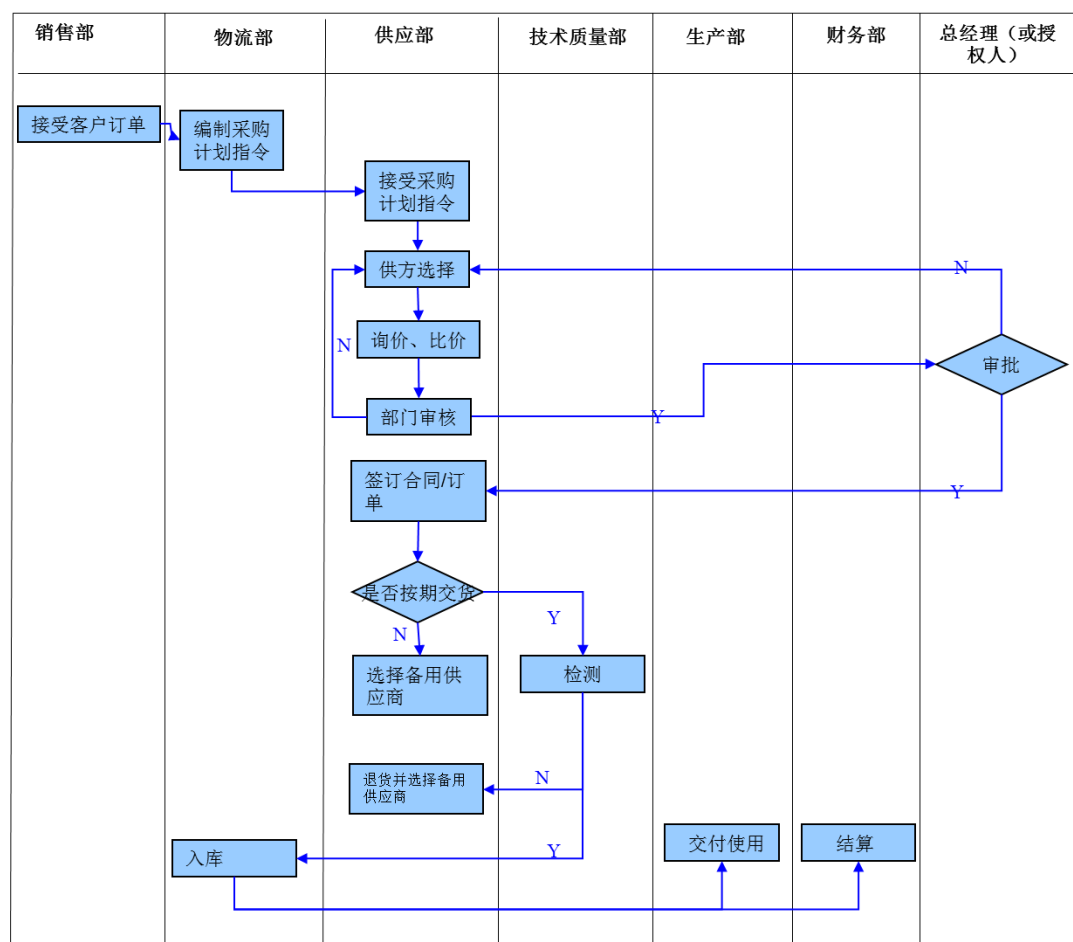 销售部
物流部
供应部
技术质量部
生产部
财务部
总经理（或授
权人）
接受客户订单
编制采购
计划指令
接受采购
计划指令
供方选择
N
询价、比价
N
审批
部门审核
Y
签订合同/订
单
Y
是否按期交货
Y
N
选择备用供
应商
检测
退货并选择备用
供应商
N
入库
Y
交付使用
结算